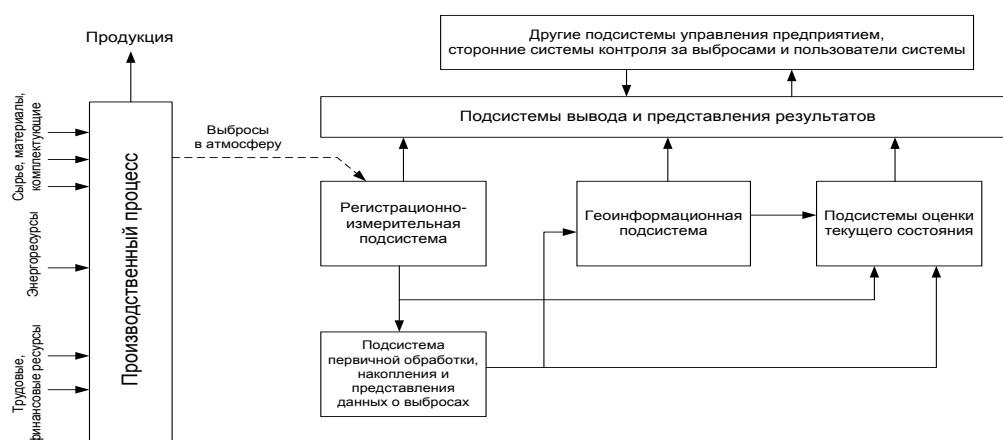 Продукция
Сырье, материалы,
комплектующие
Энергоресурсы
Трудовые,
финансовые ресурсы
Производственный процесс
Выбросы
в атмосферу
Другие подсистемы управления предприятием,
сторонние системы контроля за выбросами и пользователи системы
Подсистемы вывода и представления результатов
Регистрационно-
измерительная
подсистема
Геоинформационная
подсистема
Подсистемы оценки
текущего состояния
Подсистема
первичной обработки,
накопления и
представления
данных о выбросах